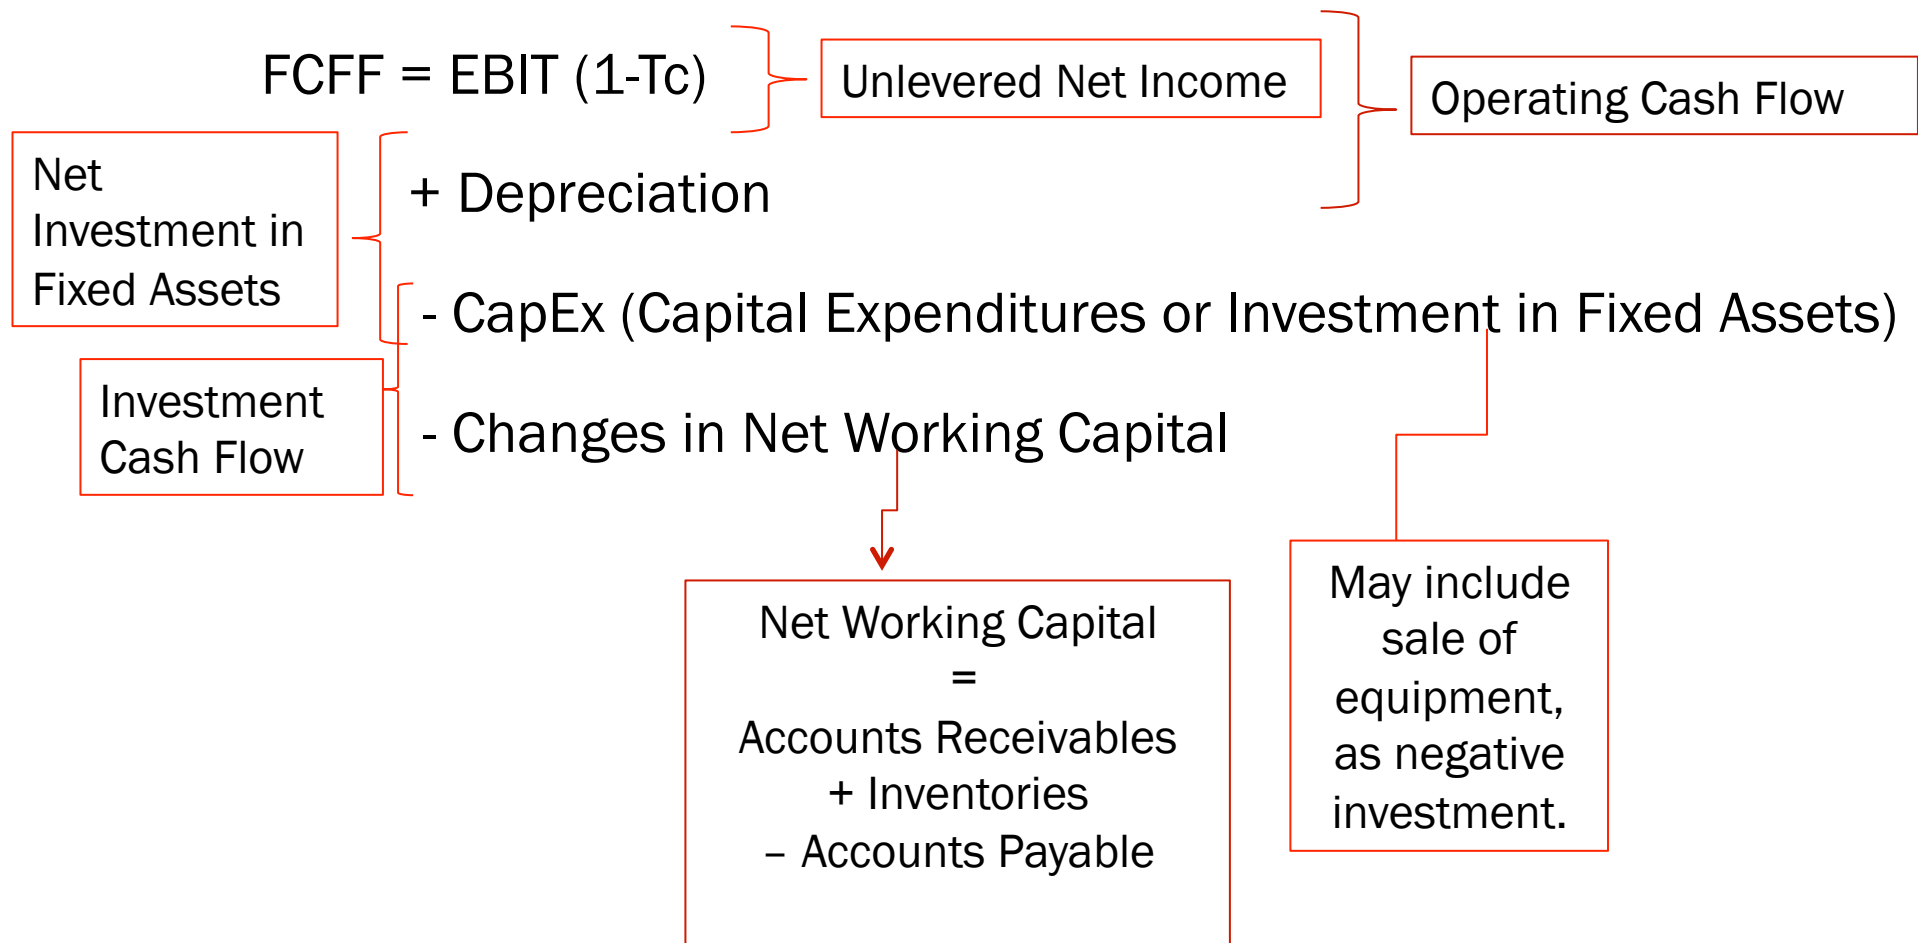 FCFF = EBIT (1-Tc)
Unlevered Net Income
Operating Cash Flow
Net
Investment in
Fixed Assets
+ Depreciation
- CapEx (Capital Expenditures or Investment in Fixed Assets)
Investment
Cash Flow
- Changes in Net Working Capital
Net Working Capital
=
Accounts Receivables
+ Inventories
– Accounts Payable
May include
sale of
equipment,
as negative
investment.